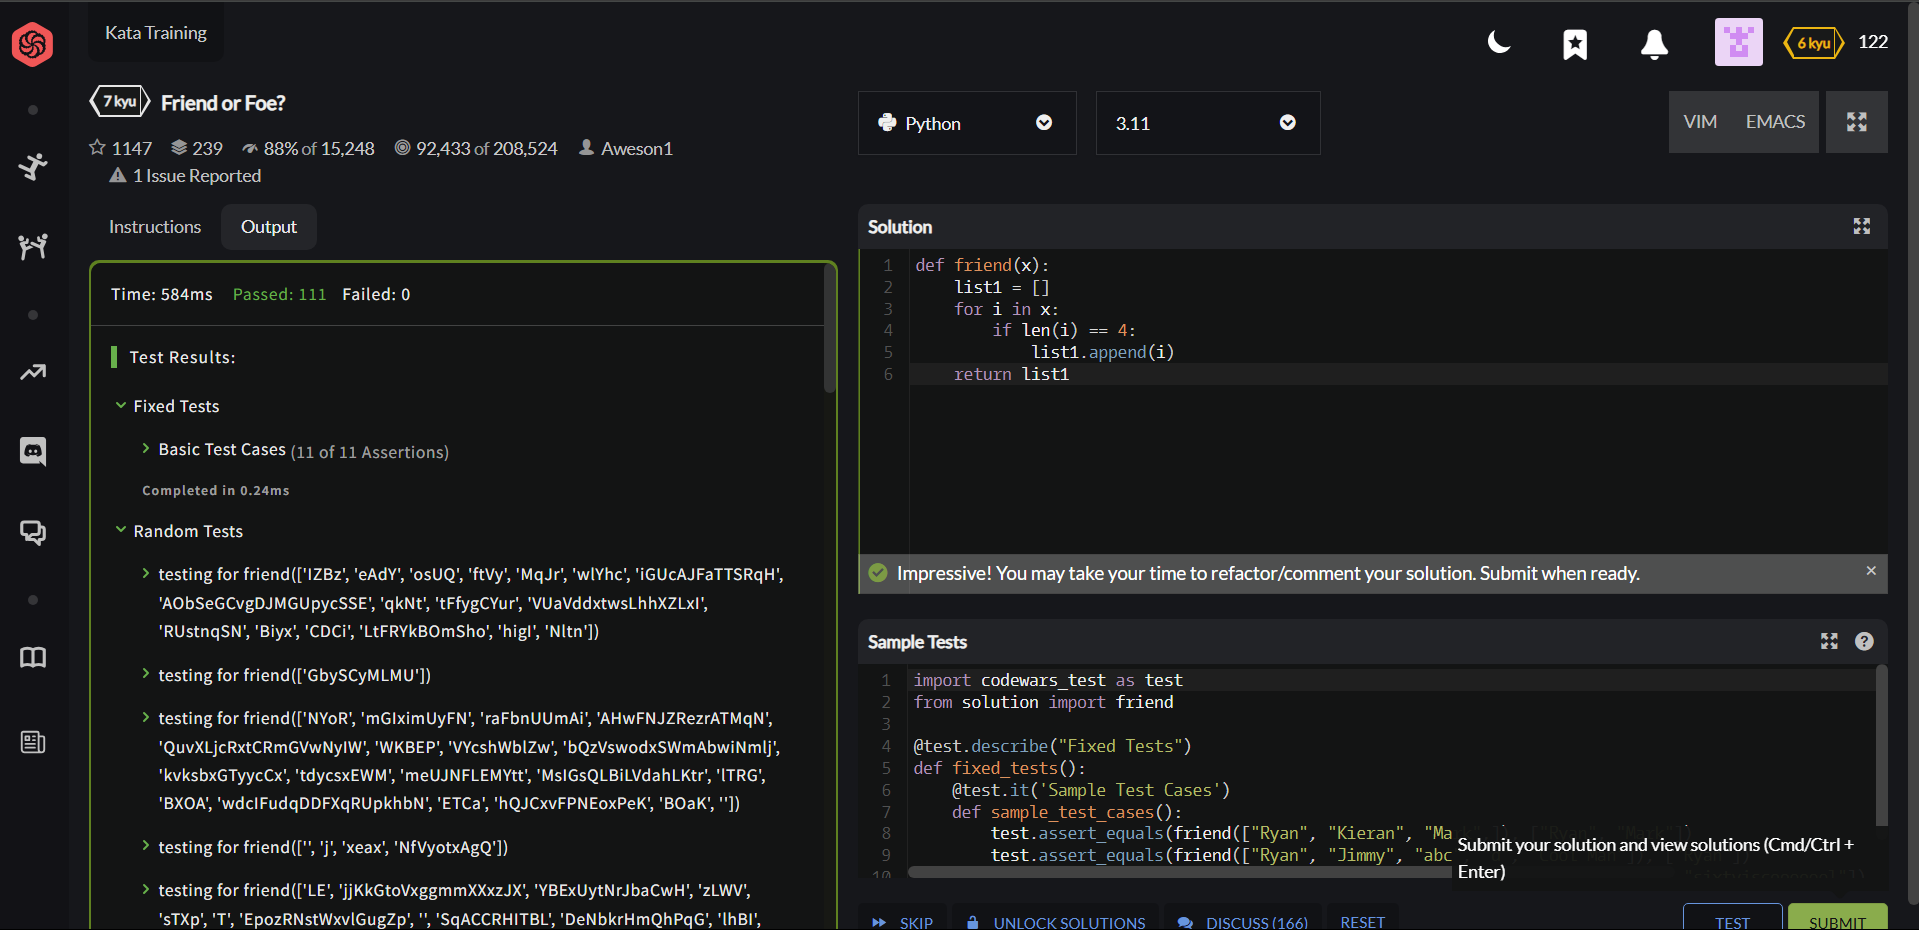 Kata Training
6 kyu 122
7 kyu Friend or Foe?
1147 239 88% of 15,248 92,433 of 208,524 Aweson1
1 Issue Reported
Python
3.11
VIM EMACS
Instructions Output
Time: 584ms Passed: 111 Failed: 0
Test Results:
Fixed Tests
Basic Test Cases (11 of 11 Assertions)
Completed in 0.24ms
Random Tests
testing for friend(['IZBz', 'eAdY', 'osUQ', 'ftVy', 'MqJr', 'wlYhc', 'iGUcAJFaTTSRqH',
'AObSeGCvgDJMGUpycSSE', 'qkNt', 'tFfygCYur', 'VUaVddxtwsLhhXZLxI',
'RUstnqSN', 'Biyx', 'CDCi', 'LtFRYkBOmSho', 'higI', 'Nltn'])
testing for friend(['GbySCyMLMU'])
testing for friend(['NYoR', 'mGIximUyFN', 'raFbnUUmAi', 'AHwFNJZRezrATMqN',
'QuvXLjcRxtCRmGVwNyIW', 'WKBEP', 'VYcshWblZw', 'bQzVswodxSWmAbwiNmlj',
'kvksbxGTyycCx', 'tdycsxEWM', 'meUJNFLEMYtt', 'MsIGsQLBiLVdahLKtr', 'lTRG',
'BXOA', 'wdcIFudqDDFXqRUpkhbN', 'ETCa', 'hQJCxvFPNEoxPeK', 'BOaK', ''])
testing for friend(['', 'j', 'xeax', 'NfVyotxAgQ'])
testing for friend(['LE', 'jjKkGtoVxggmmXXxzJX', 'YBExUytNrJbaCwH', 'zLWV',
'sTXp', 'T', 'EpozRNstWxvlGugZp', '', 'SqACCRHITBL', 'DeNbkrHmQhPqG', 'lhBI',
Solution
1 def friend(x):
2 list1 = []
3 for i in x:
4 if len(i) == 4:
5 list1.append(i)
6 return list1
Impressive! You may take your time to refactor/comment your solution. Submit when ready.
Sample Tests
1 import codewars_test as test
2 from solution import friend
3
4 @test.describe("Fixed Tests")
5 def fixed_tests():
6 @test.it('Sample Test Cases')
7 def sample_test_cases():
8 test.assert_equals(friend(["Ryan", "Kieran", "Ma
9 test.assert_equals(friend(["Ryan", "Jimmy", "abc
10
Submit your solution and view solutions (Cmd/Ctrl +
Enter)
SKIP UNLOCK SOLUTIONS DISCUSS (166) RESET TEST SUBMIT